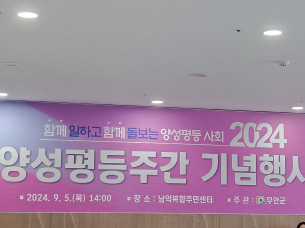 함께 일하고 함께 돌보는 양성평등 사회 2024
양성평등주간 기념행사
• 2024. 9. 5.(목) 14:00 • 장 소 : 남악복합주민센터 • 주 관 : 무안군